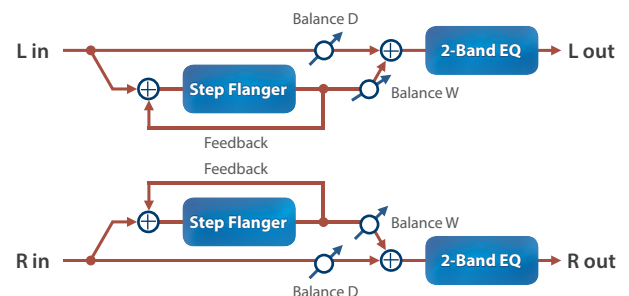 Balance D
L in
2-Band EQ
L out
Step Flanger
Balance W
Feedback
Feedback
Step Flanger
Balance W
R in
2-Band EQ
R out
Balance D